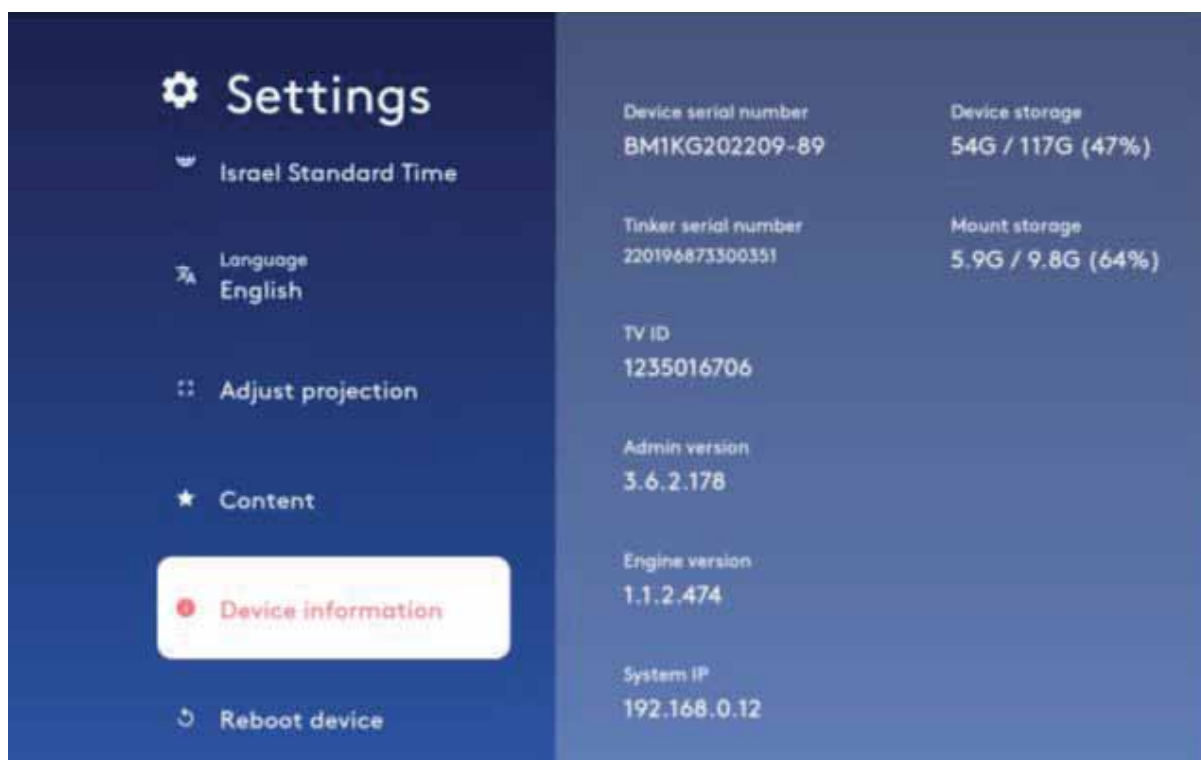 Settings
Israel Standard Time
Language
English
Adjust projection
Content
Device information
Reboot device
Device serial number
BM1KG202209-89
Device storage
54G / 117G (47%)
Tinker serial number
220196873300351
Mount storage
5.9G / 9.8G (64%)
TV ID
1235016706
Admin version
3.6.2.178
Engine version
1.1.2.474
System IP
192.168.0.12